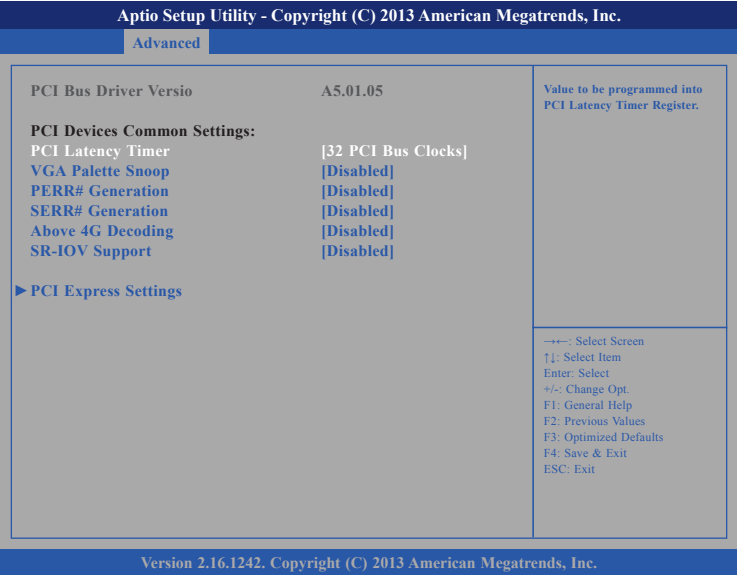 Aptio Setup Utility - Copyright (C) 2013 American Megatrends, Inc.
Advanced
PCI Bus Driver Versio A5.01.05
PCI Devices Common Settings:
PCI Latency Timer [32 PCI Bus Clocks]
VGA Palette Snoop [Disabled]
PERR# Generation [Disabled]
SERR# Generation [Disabled]
Above 4G Decoding [Disabled]
SR-IOV Support [Disabled]
►PCI Express Settings
Value to be programmed into
PCI Latency Timer Register.
→←: Select Screen
↑↓: Select Item
Enter: Select
+/-: Change Opt.
F1: General Help
F2: Previous Values
F3: Optimized Defaults
F4: Save & Exit
ESC: Exit
Version 2.16.1242. Copyright (C) 2013 American Megatrends, Inc.